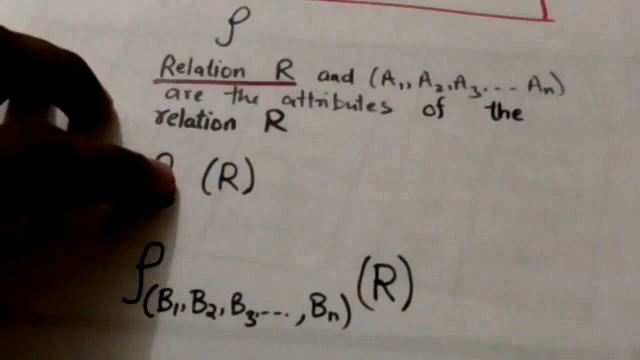 ρ
Relation R and (A1, A2, A3.... An)
are the attributes of the
relation R
(R)
ρ(B1, B2, B3...., Bn) (R)